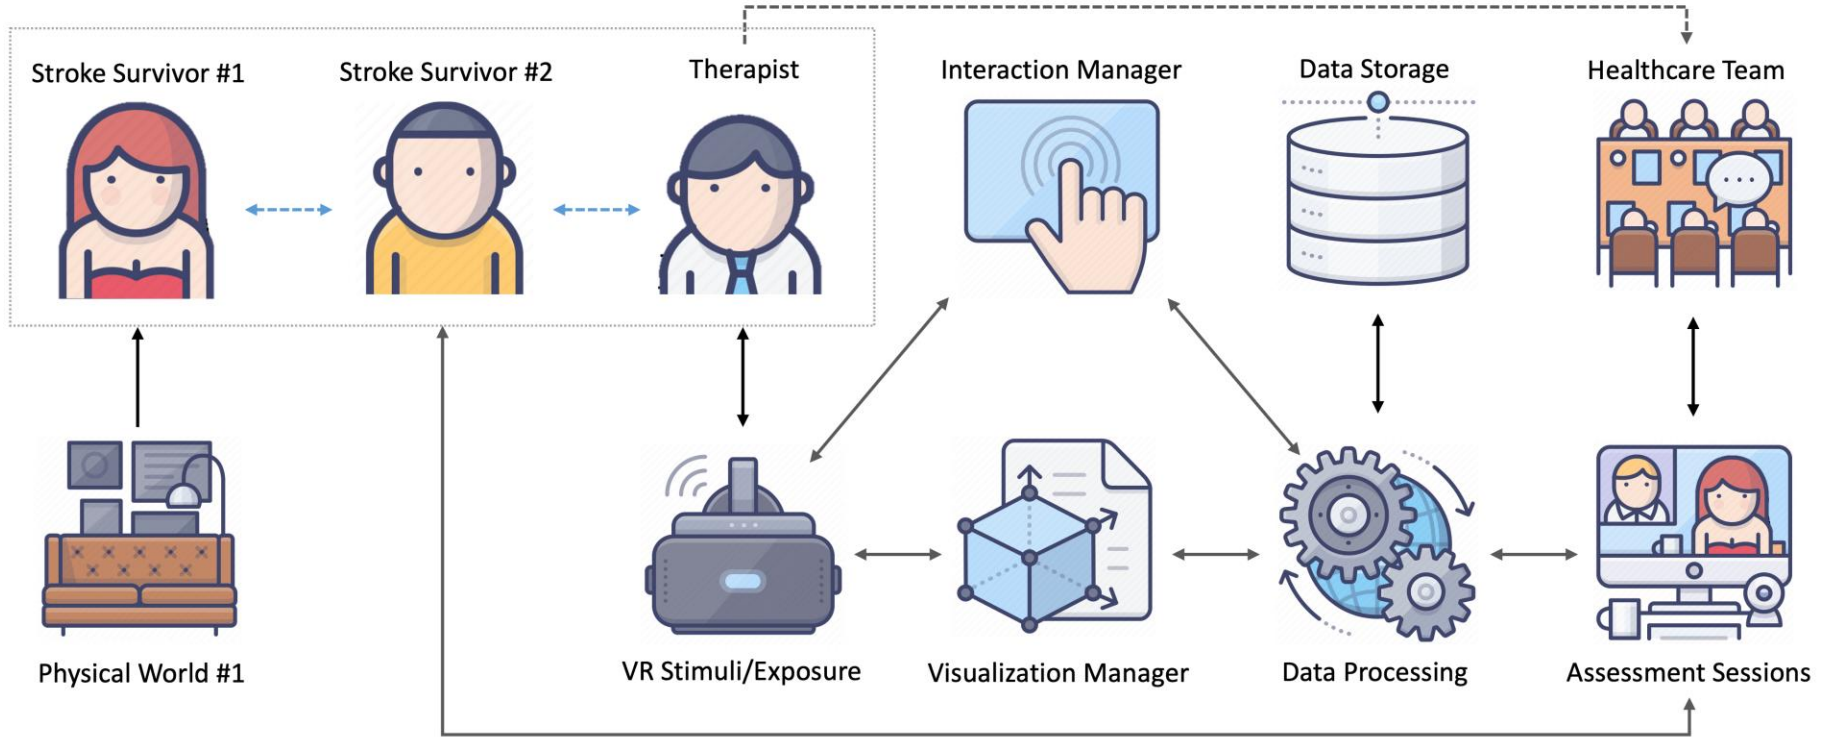 Stroke Survivor #1
Stroke Survivor #2
Therapist
Interaction Manager
Data Storage
Healthcare Team
Physical World #1
VR Stimuli/Exposure
Visualization Manager
Data Processing
Assessment Sessions